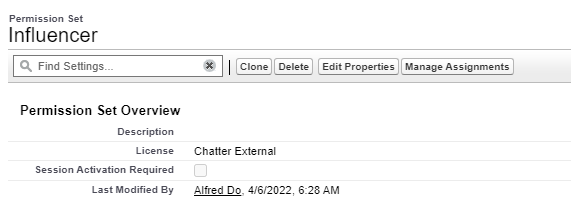 Permission Set
Influencer
Find Settings...
Clone
Delete
Edit Properties
Manage Assignments
Permission Set Overview
Description
License Chatter External
Session Activation Required
Last Modified By Alfred Do, 4/6/2022, 6:28 AM